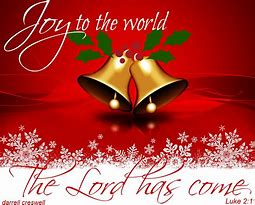 Joy to the world
The Lord has come.
darrell creswell
Luke 2:1